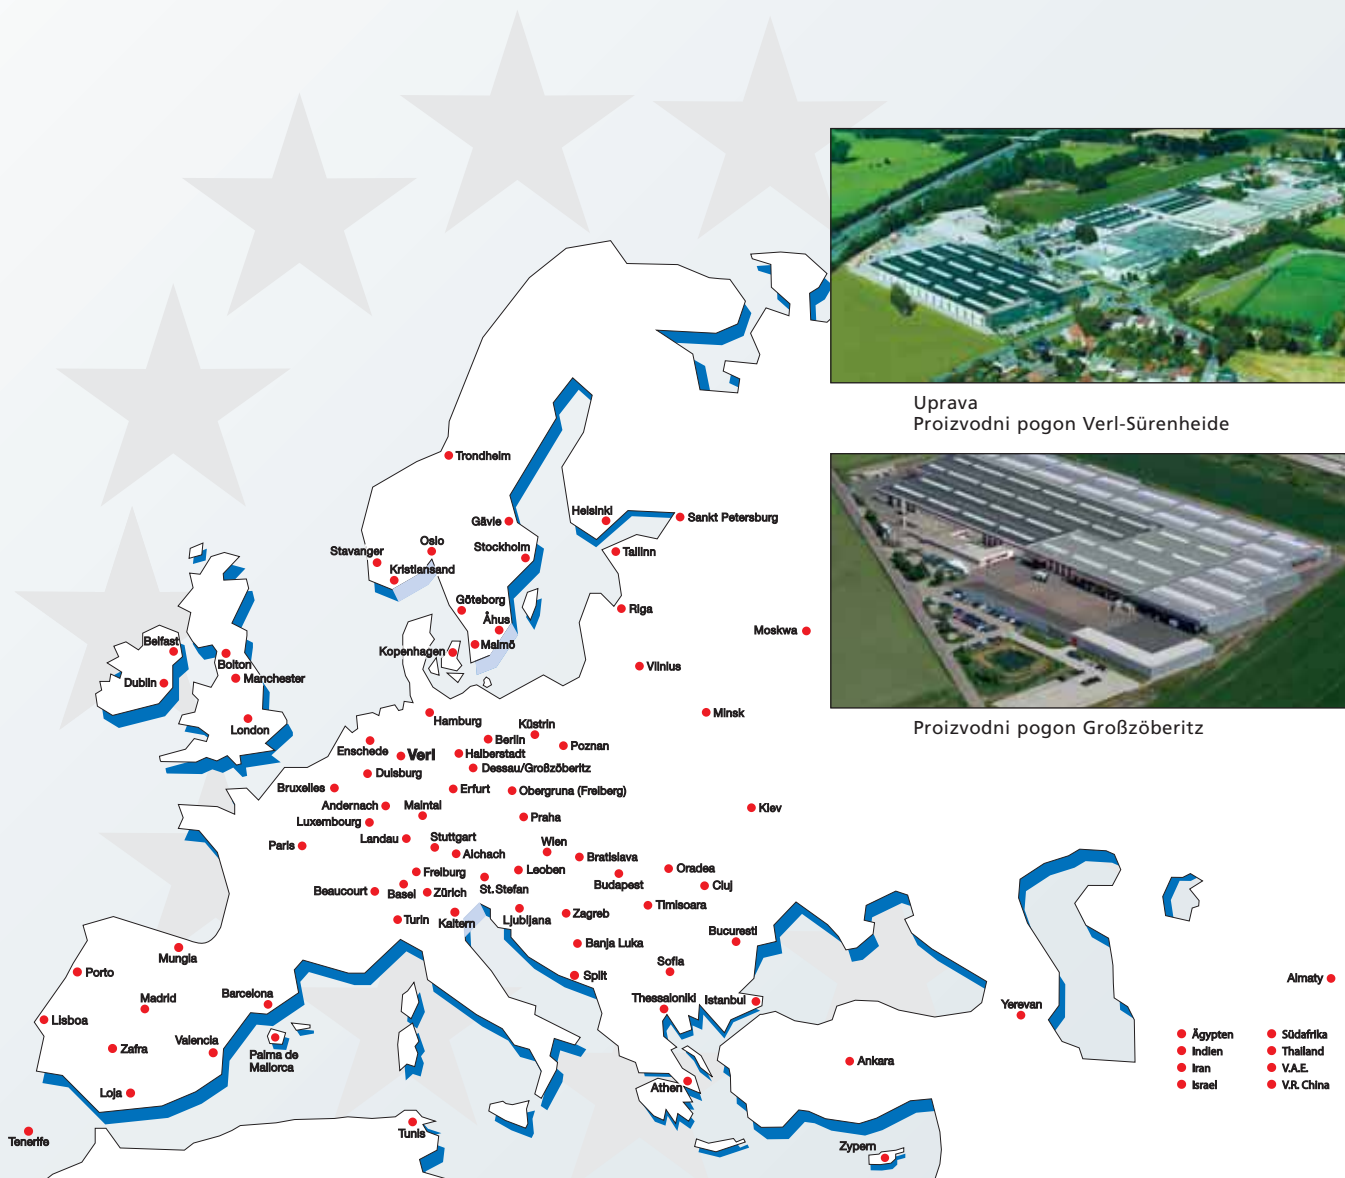 Uprava
Proizvodni pogon Verl-Sürenheide
Proizvodni pogon Großzöberitz
Trondheim
Gävle
Helsinki
Sankt Petersburg
Oslo
Stockholm
Tallinn
Stavanger
Kristiansand
Göteborg
Åhus
Riga
Moskwa
Belfast
Bolton
Kopenhagen
Malmö
Vilnius
Dublin
Manchester
London
Hamburg
Küstrin
Minsk
Enschede
Verl
Berlin
Halberstadt
Poznan
Duisburg
Dessau/Großzöberitz
Bruxelles
Erfurt
Obergruna (Freiberg)
Andernach
Maintal
Kiev
Luxembourg
Praha
Paris
Landau
Stuttgart
Wien
Aichach
Bratislava
Freiburg
Leoben
Oradea
Beaucourt
Basel
Zürich
St. Stefan
Budapest
Cluj
Turin
Kaltern
Ljubljana
Zagreb
Timisoara
Mungia
Banja Luka
Bucuresti
Porto
Split
Sofia
Almaty
Madrid
Barcelona
Thessaloniki
Istanbul
Yerevan
Lisboa
Zafra
Valencia
Palma de
Mallorca
Ankara
Loja
Athen
Tenerife
Tunis
Zypern
Ägypten
Indien
Iran
Israel
Südafrika
Thailand
V.A.E.
V.R. China